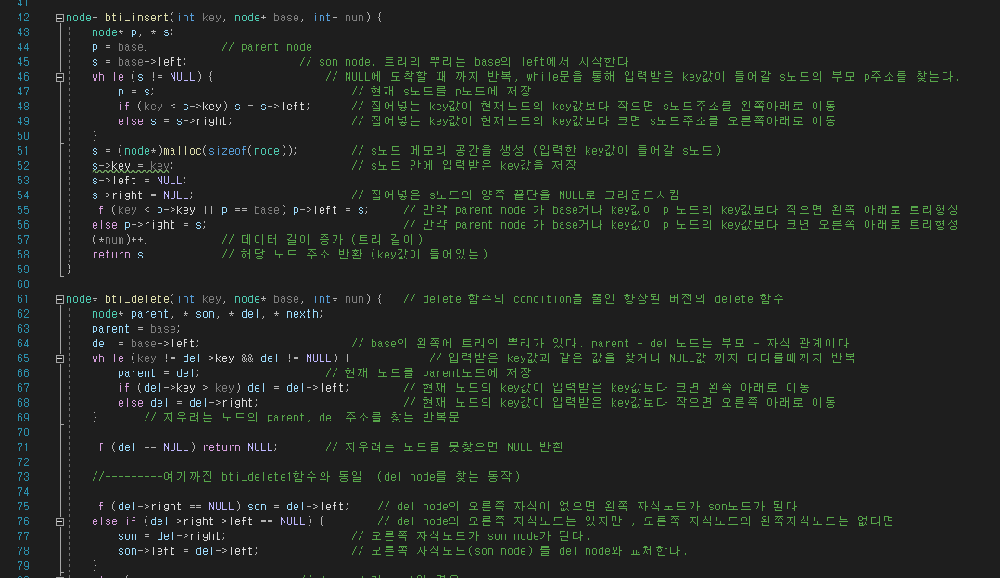 41
42 node* bti_insert(int key, node* base, int* num) {
43 node* p, * s;
44 p = base; // parent node
45 s = base->left; // son node, 트리의 뿌리는 base의 left에서 시작한다
46 while (s != NULL) { // NULL에 도착할 때 까지 반복, while문을 통해 입력받은 key값이 들어갈 s노드의 부모 p주소를 찾는다.
47 p = s; // 현재 s노드를 p노드에 저장
48 if (key < s->key) s = s->left; // 집어넣는 key값이 현재노드의 key값보다 작으면 s노드주소를 왼쪽아래로 이동
49 else s = s->right; // 집어넣는 key값이 현재노드의 key값보다 크면 s노드주소를 오른쪽아래로 이동
50 }
51 s = (node*)malloc(sizeof(node)); // s노드 메모리 공간을 생성 (입력한 key값이 들어갈 s노드)
52 s->key = key; // s노드 안에 입력받은 key값을 저장
53 s->left = NULL;
54 s->right = NULL; // 집어넣은 s노드의 양쪽 끝단을 NULL로 그라운드시킴
55 if (key < p->key || p == base) p->left = s; // 만약 parent node 가 base거나 key값이 p 노드의 key값보다 작으면 왼쪽 아래로 트리형성
56 else p->right = s; // 만약 parent node 가 base거나 key값이 p 노드의 key값보다 크면 오른쪽 아래로 트리형성
57 (*num)++; // 데이터 길이 증가 (트리 길이)
58 return s; // 해당 노드 주소 반환 (key값이 들어있는)
59 }
60
61 node* bti_delete(int key, node* base, int* num) { // delete 함수의 condition을 줄인 향상된 버전의 delete 함수
62 node* parent, * son, * del, * nexth;
63 parent = base;
64 del = base->left; // base의 왼쪽에 트리의 뿌리가 있다. parent - del 노드는 부모 - 자식 관계이다
65 while (key != del->key && del != NULL) { // 입력받은 key값과 같은 값을 찾거나 NULL값 까지 다다를때까지 반복
66 parent = del; // 현재 노드를 parent노드에 저장
67 if (del->key > key) del = del->left; // 현재 노드의 key값이 입력받은 key값보다 크면 왼쪽 아래로 이동
68 else del = del->right; // 현재 노드의 key값이 입력받은 key값보다 작으면 오른쪽 아래로 이동
69 } // 지우려는 노드의 parent, del 주소를 찾는 반복문
70
71 if (del == NULL) return NULL; // 지우려는 노드를 못찾으면 NULL 반환
72
73 //---------여기까진 bti_delete1함수와 동일 (del node를 찾는 동작)
74
75 if (del->right == NULL) son = del->left; // del node의 오른쪽 자식이 없으면 왼쪽 자식노드가 son노드가 된다
76 else if (del->right->left == NULL) { // del node의 오른쪽 자식노드는 있지만 , 오른쪽 자식노드의 왼쪽자식노드는 없다면
77 son = del->right; // 오른쪽 자식노드가 son node가 된다.
78 son->left = del->left; // 오른쪽 자식노드(son node)를 del node와 교체한다.
79 }